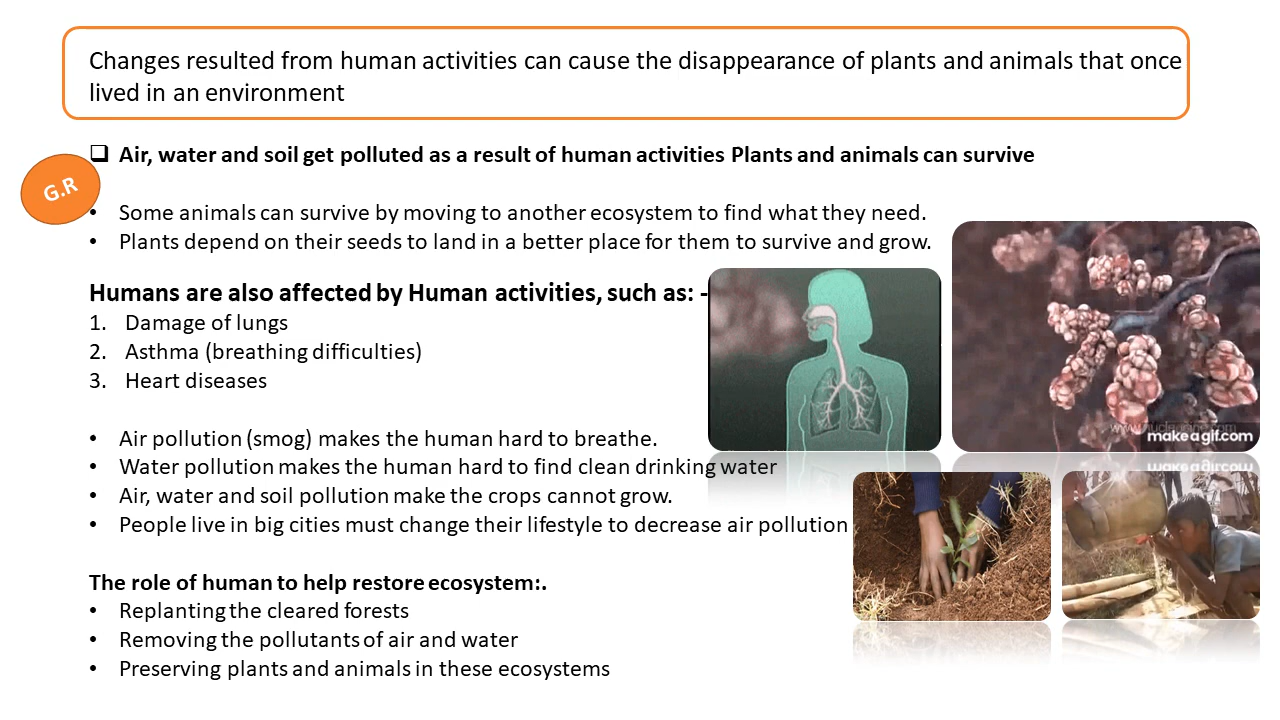 Changes resulted from human activities can cause the disappearance of plants and animals that once
lived in an environment
❑ Air, water and soil get polluted as a result of human activities Plants and animals can survive
G.R
• Some animals can survive by moving to another ecosystem to find what they need.
• Plants depend on their seeds to land in a better place for them to survive and grow.
Humans are also affected by Human activities, such as: -
1. Damage of lungs
2. Asthma (breathing difficulties)
3. Heart diseases
• Air pollution (smog) makes the human hard to breathe.
• Water pollution makes the human hard to find clean drinking water
• Air, water and soil pollution make the crops cannot grow.
• People live in big cities must change their lifestyle to decrease air pollution
makeagif.com
The role of human to help restore ecosystem:.
• Replanting the cleared forests
• Removing the pollutants of air and water
• Preserving plants and animals in these ecosystems